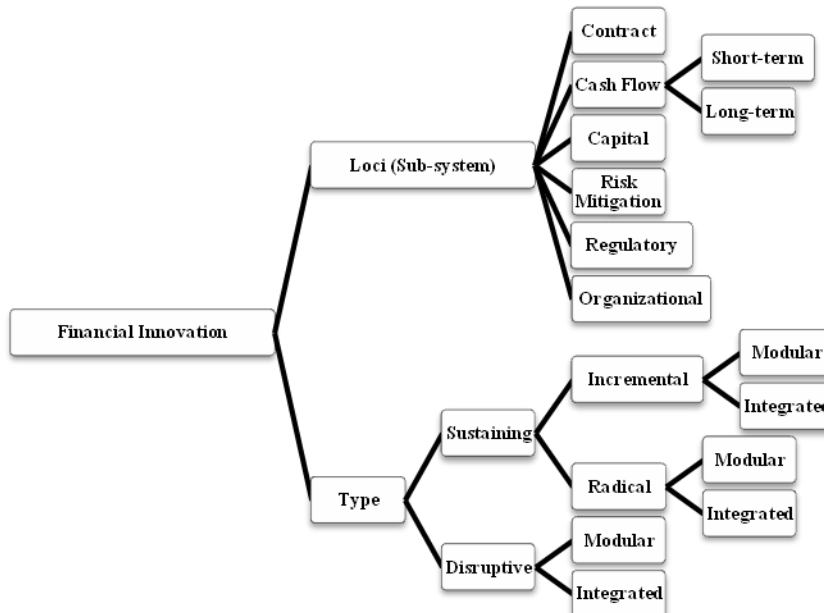 Contract
Short-term
Cash Flow
Long-term
Capital
Loci (Sub-system)
Risk
Mitigation
Regulatory
Organizational
Financial Innovation
Modular
Incremental
Integrated
Sustaining
Modular
Radical
Integrated
Type
Modular
Disruptive
Integrated